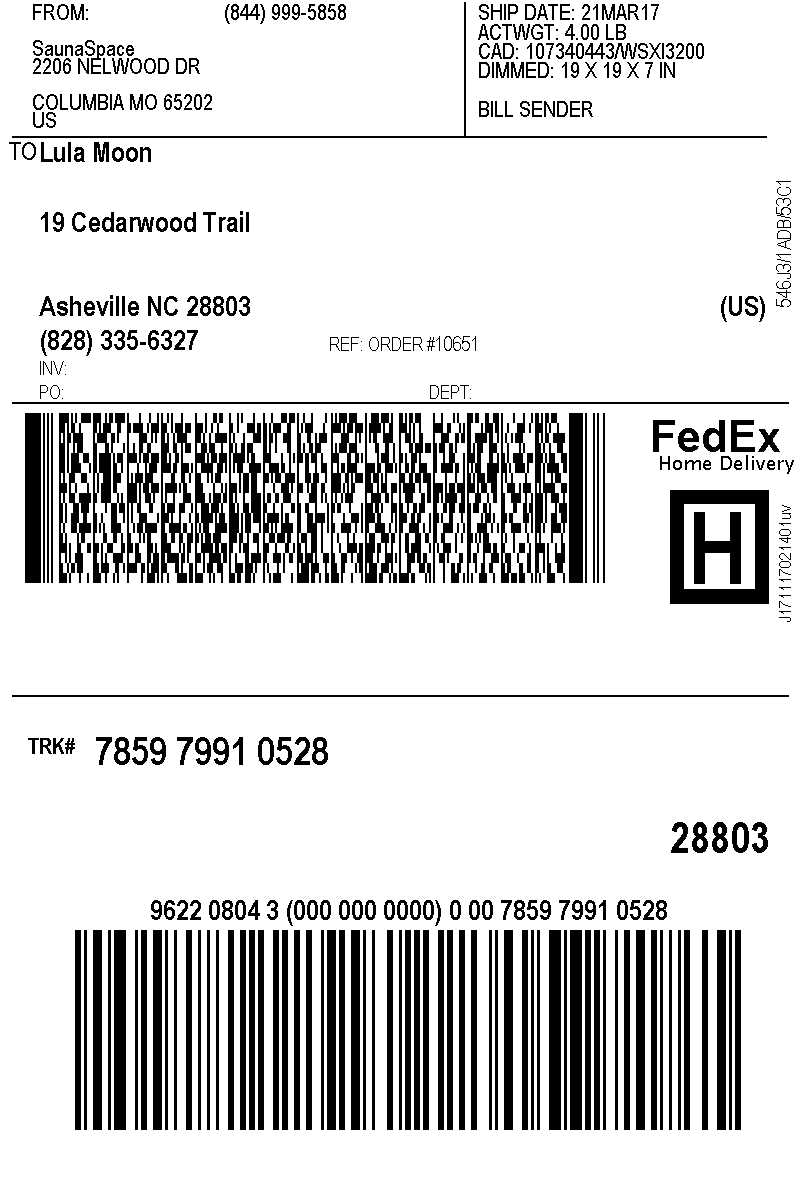 FROM: (844) 999-5858
SaunaSpace
2206 NELWOOD DR
COLUMBIA MO 65202
US
SHIP DATE: 21MAR17
ACTWGT: 4.00 LB
CAD: 107340443/WSXI3200
DIMMED: 19 X 19 X 7 IN
BILL SENDER
TO Lula Moon
19 Cedarwood Trail
Asheville NC 28803 (US)
(828) 335-6327 REF: ORDER #10651
INV:
PO: DEPT:
546J3/1ADB/53C1
FedEx
Home Delivery
H
J171117021401uv
TRK# 7859 7991 0528
28803
9622 0804 3 (000 000 0000) 0 00 7859 7991 0528